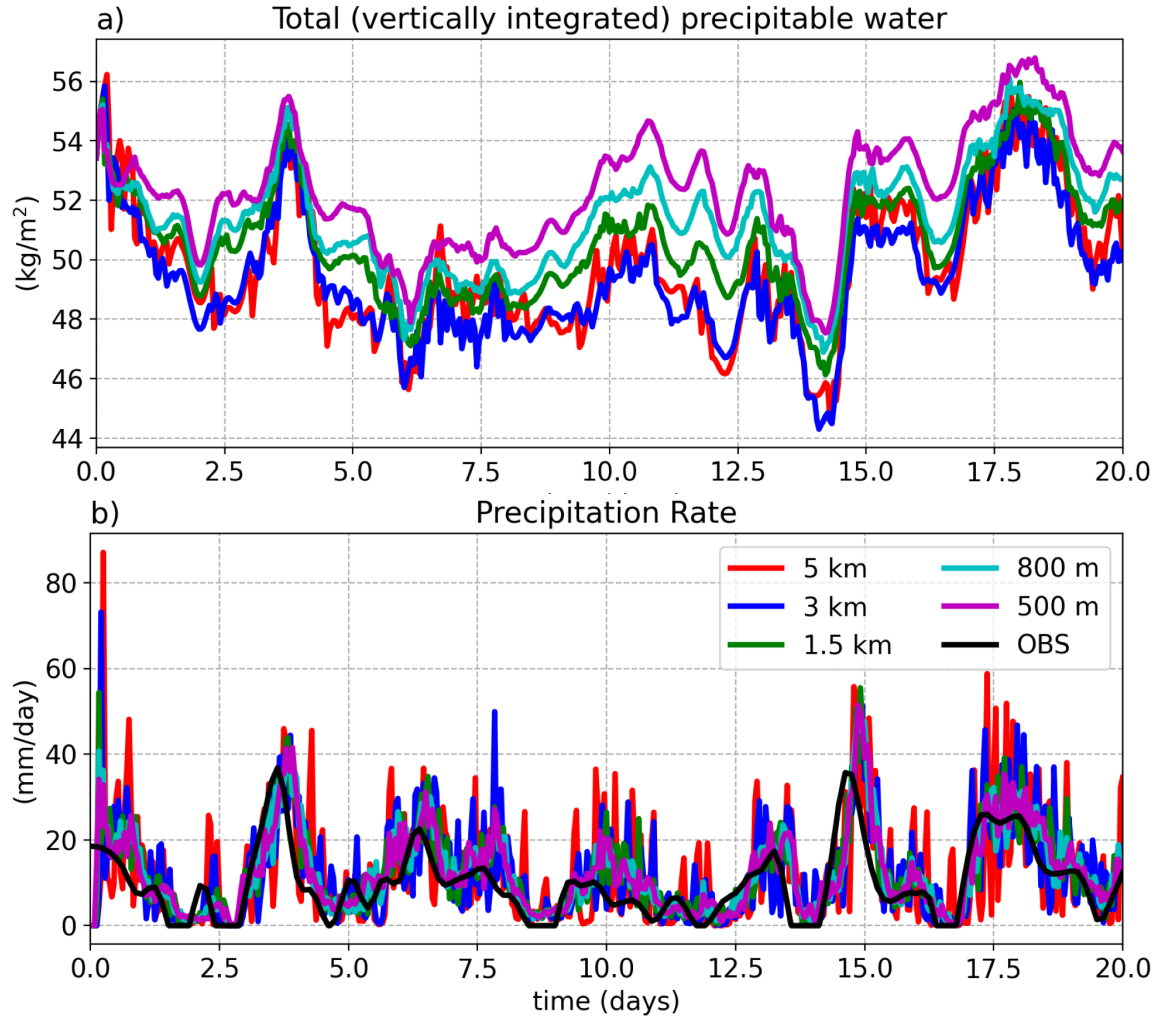 a) Total (vertically integrated) precipitable water
(kg/m²)
56
54
52
50
48
46
44
0.0 2.5 5.0 7.5 10.0 12.5 15.0 17.5 20.0
b) Precipitation Rate
(mm/day)
80
60
40
20
0
5 km 800 m
3 km 500 m
1.5 km OBS
0.0 2.5 5.0 7.5 10.0 12.5 15.0 17.5 20.0
time (days)